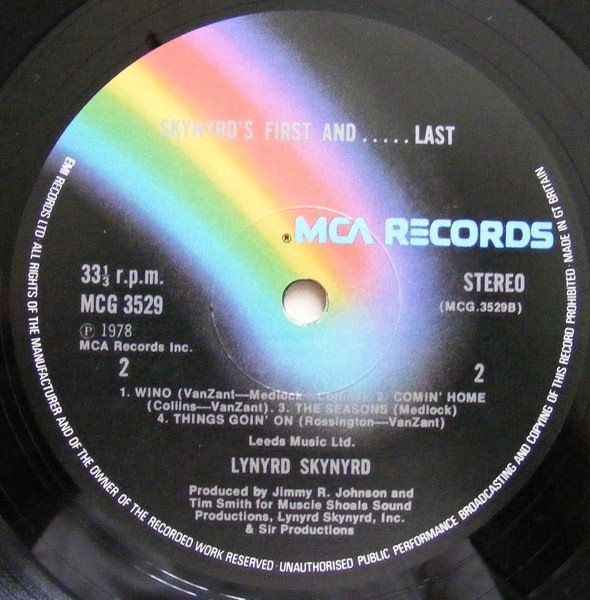 SKYNYRD'S FIRST AND ..... LAST
® MCA RECORDS
33⅓ r.p.m.
STEREO
MCG 3529
(MCG.3529B)
℗ 1978
MCA Records Inc.
2
2
1. WINO (VanZant—Medlock—Collins). 2. COMIN' HOME
(Collins—VanZant). 3. THE SEASONS (Medlock)
4. THINGS GOIN' ON (Rossington—VanZant)
Leeds Music Ltd.
LYNYRD SKYNYRD
Produced by Jimmy R. Johnson and
Tim Smith for Muscle Shoals Sound
Productions, Lynyrd Skynyrd, Inc.
& Sir Productions
EMI RECORDS LTD ALL RIGHTS OF THE MANUFACTURER AND OF THE OWNER OF THE RECORDED WORK RESERVED · UNAUTHORISED PUBLIC PERFORMANCE BROADCASTING AND COPYING OF THIS RECORD PROHIBITED · MADE IN GT BRITAIN